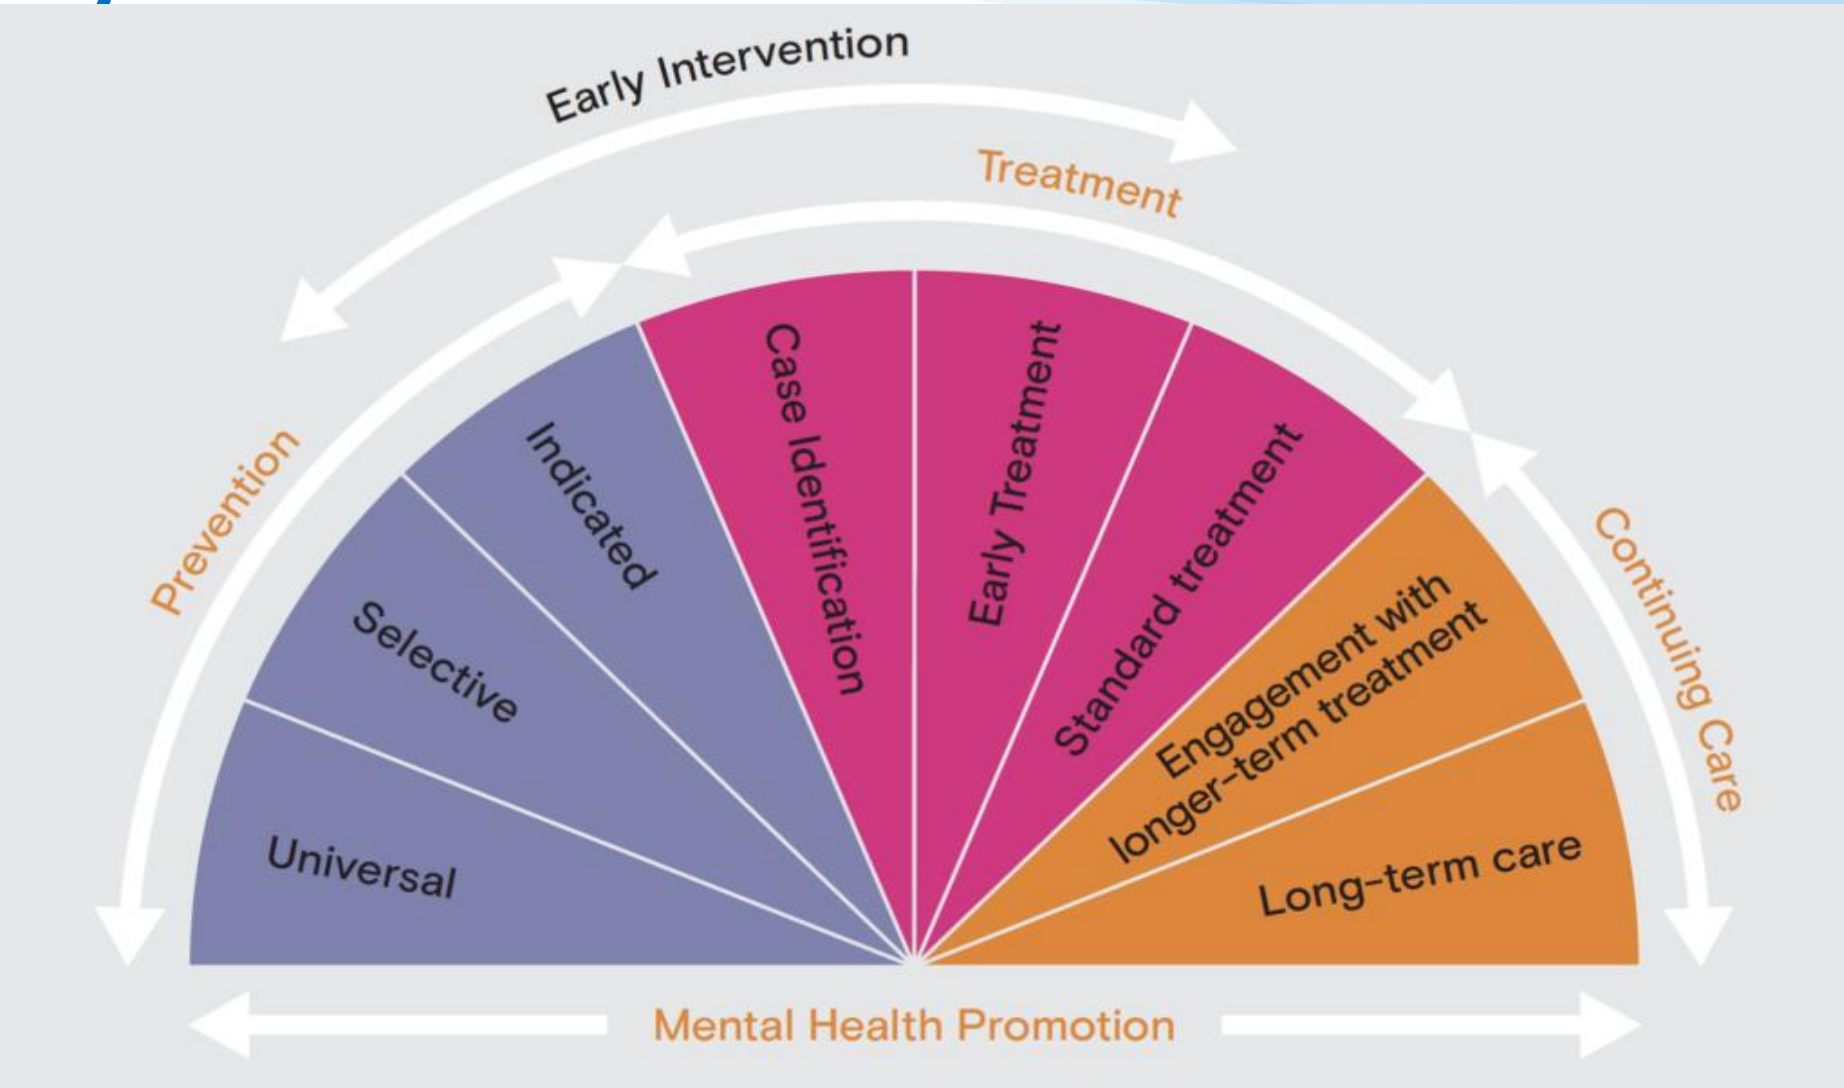 Early Intervention
Treatment
Prevention
Continuing Care
Universal
Selective
Indicated
Case Identification
Early Treatment
Standard treatment
Engagement with
longer-term treatment
Long-term care
Mental Health Promotion